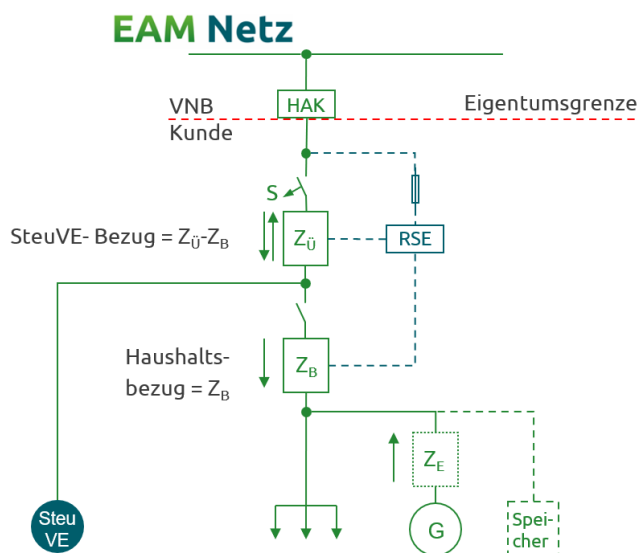 EAM Netz
HAK
VNB
Eigentumsgrenze
Kunde
S
SteuVE- Bezug = ZÜ-ZB
ZÜ
RSE
Haushalts-
bezug = ZB
ZB
ZE
Steu
VE
G
Spei-
cher